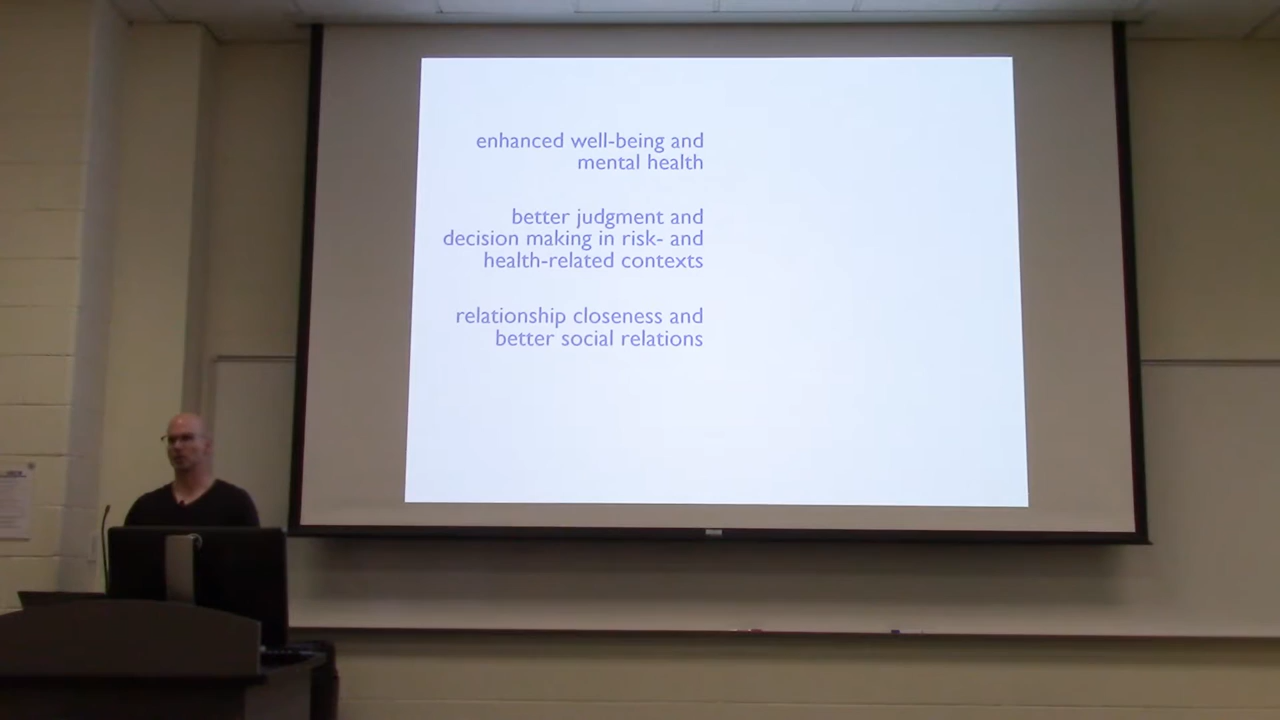 enhanced well-being and
mental health
better judgment and
decision making in risk- and
health-related contexts
relationship closeness and
better social relations